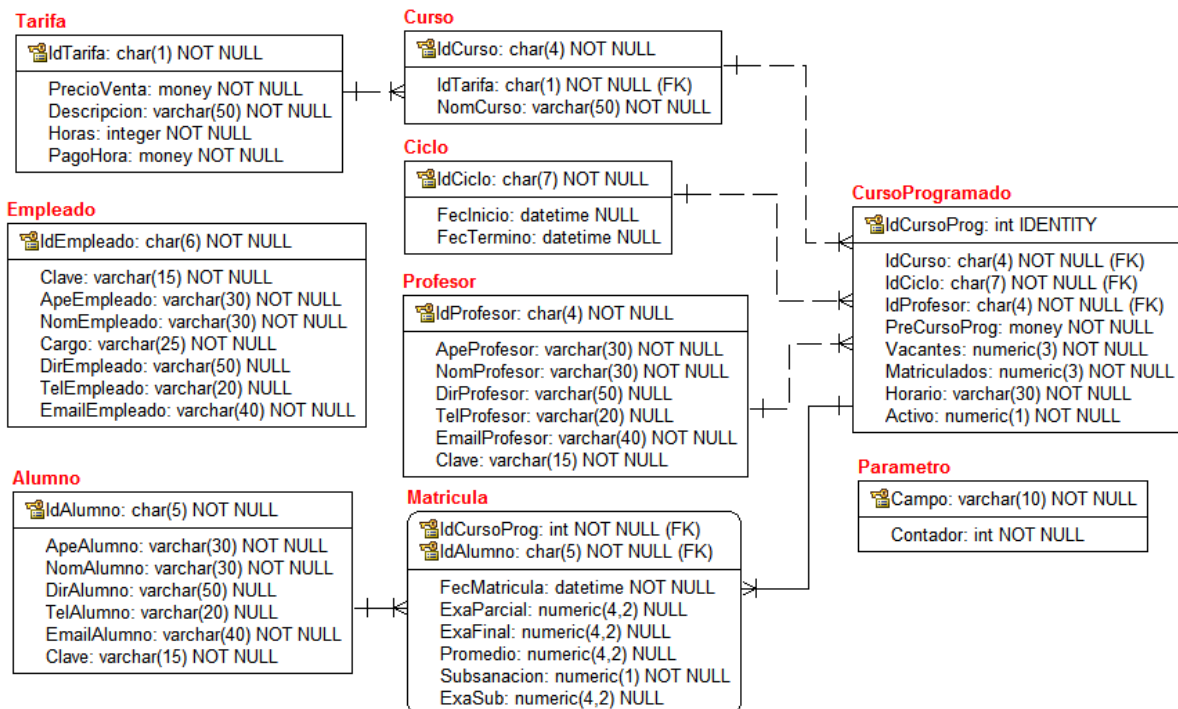 Tarifa
IdTarifa: char(1) NOT NULL
PrecioVenta: money NOT NULL
Descripcion: varchar(50) NOT NULL
Horas: integer NOT NULL
PagoHora: money NOT NULL
Curso
IdCurso: char(4) NOT NULL
IdTarifa: char(1) NOT NULL (FK)
NomCurso: varchar(50) NOT NULL
Ciclo
IdCiclo: char(7) NOT NULL
FecInicio: datetime NULL
FecTermino: datetime NULL
Empleado
IdEmpleado: char(6) NOT NULL
Clave: varchar(15) NOT NULL
ApeEmpleado: varchar(30) NOT NULL
NomEmpleado: varchar(30) NOT NULL
Cargo: varchar(25) NOT NULL
DirEmpleado: varchar(50) NULL
TelEmpleado: varchar(20) NULL
EmailEmpleado: varchar(40) NOT NULL
Profesor
IdProfesor: char(4) NOT NULL
ApeProfesor: varchar(30) NOT NULL
NomProfesor: varchar(30) NOT NULL
DirProfesor: varchar(50) NULL
TelProfesor: varchar(20) NULL
EmailProfesor: varchar(40) NOT NULL
Clave: varchar(15) NOT NULL
CursoProgramado
IdCursoProg: int IDENTITY
IdCurso: char(4) NOT NULL (FK)
IdCiclo: char(7) NOT NULL (FK)
IdProfesor: char(4) NOT NULL (FK)
PreCursoProg: money NOT NULL
Vacantes: numeric(3) NOT NULL
Matriculados: numeric(3) NOT NULL
Horario: varchar(30) NOT NULL
Activo: numeric(1) NOT NULL
Alumno
IdAlumno: char(5) NOT NULL
ApeAlumno: varchar(30) NOT NULL
NomAlumno: varchar(30) NOT NULL
DirAlumno: varchar(50) NULL
TelAlumno: varchar(20) NULL
EmailAlumno: varchar(40) NOT NULL
Clave: varchar(15) NOT NULL
Matricula
IdCursoProg: int NOT NULL (FK)
IdAlumno: char(5) NOT NULL (FK)
FecMatricula: datetime NOT NULL
ExaParcial: numeric(4,2) NULL
ExaFinal: numeric(4,2) NULL
Promedio: numeric(4,2) NULL
Subsanacion: numeric(1) NOT NULL
ExaSub: numeric(4,2) NULL
Parametro
Campo: varchar(10) NOT NULL
Contador: int NOT NULL